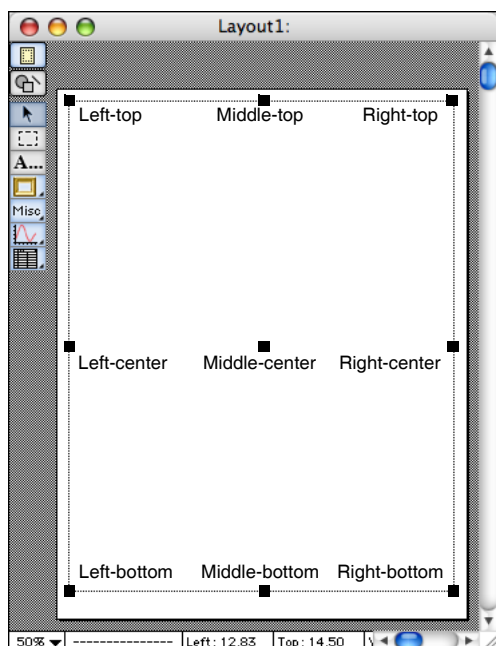 Layout1:
Left-top Middle-top Right-top
A...
Misc
Left-center Middle-center Right-center
Left-bottom Middle-bottom Right-bottom
50% Left: 12.83 Top: 14.50